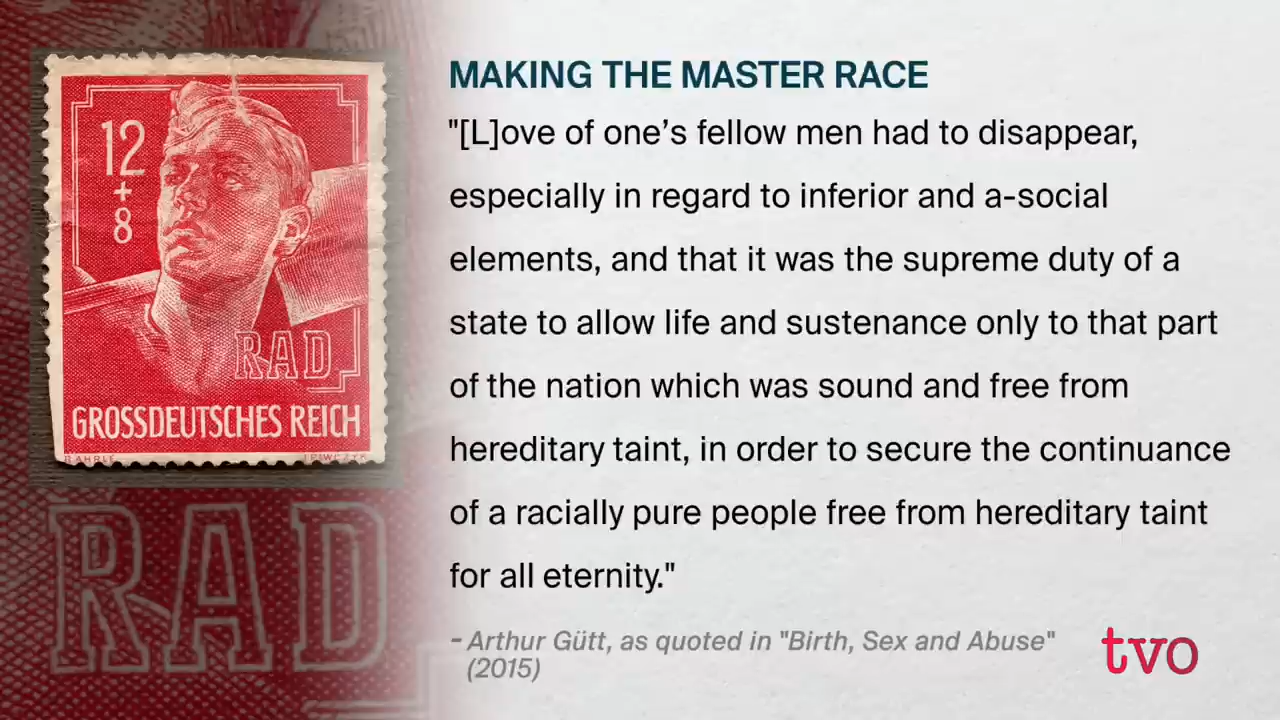 12
+
8
RAD
GROSSDEUTSCHES REICH
RAD
MAKING THE MASTER RACE
"[L]ove of one’s fellow men had to disappear,
especially in regard to inferior and a-social
elements, and that it was the supreme duty of a
state to allow life and sustenance only to that part
of the nation which was sound and free from
hereditary taint, in order to secure the continuance
of a racially pure people free from hereditary taint
for all eternity."
- Arthur Gütt, as quoted in "Birth, Sex and Abuse"
(2015)
tvo